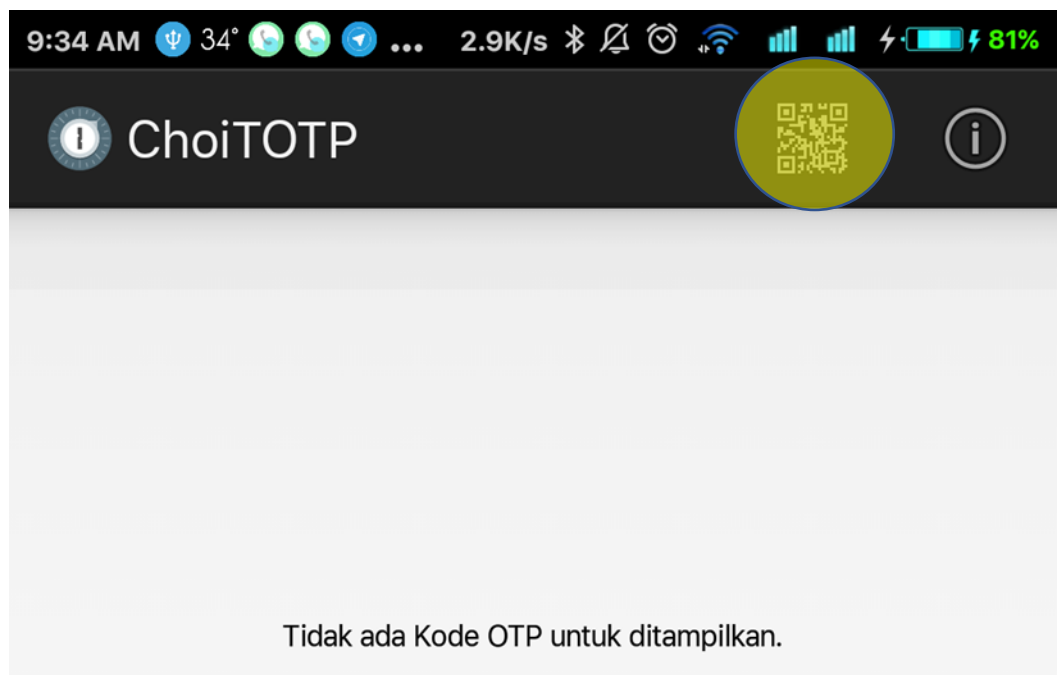 9:34 AM 34° ... 2.9K/s 81%
ChoiTOTP
Tidak ada Kode OTP untuk ditampilkan.